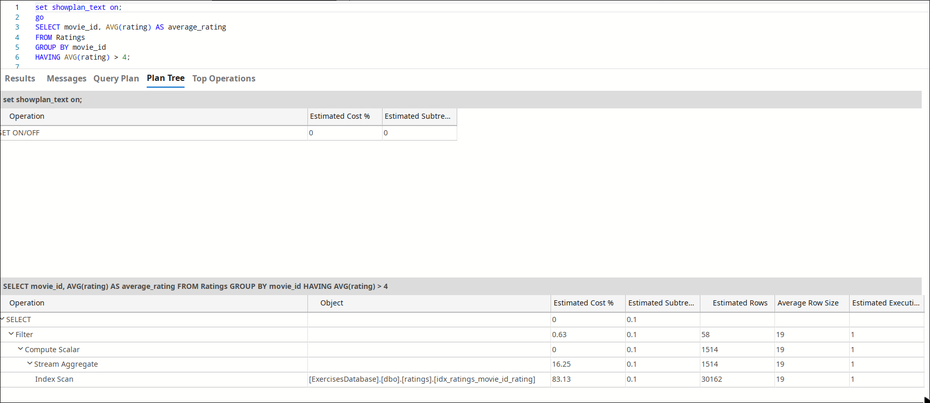 1 set showplan_text on;
2 go
3 SELECT movie_id, AVG(rating) AS average_rating
4 FROM Ratings
5 GROUP BY movie_id
6 HAVING AVG(rating) > 4;
7
Results Messages Query Plan Plan Tree Top Operations
set showplan_text on;
Operation Estimated Cost % Estimated Subtre...
SET ON/OFF 0 0
SELECT movie_id, AVG(rating) AS average_rating FROM Ratings GROUP BY movie_id HAVING AVG(rating) > 4
Operation Object Estimated Cost % Estimated Subtre... Estimated Rows Average Row Size Estimated Executi...
SELECT 0 0.1
Filter 0.63 0.1 58 19 1
Compute Scalar 0 0.1 1514 19 1
Stream Aggregate 16.25 0.1 1514 19 1
Index Scan [ExercisesDatabase].[dbo].[ratings].[idx_ratings_movie_id_rating] 83.13 0.1 30162 19 1